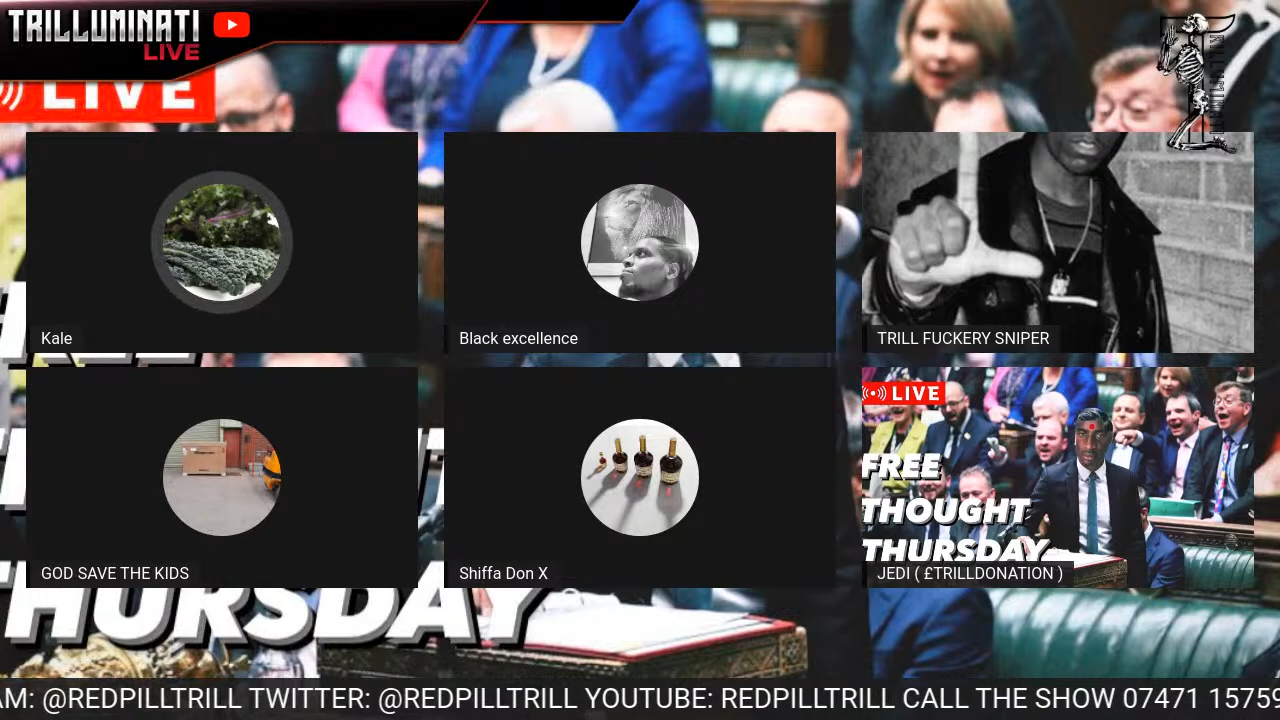 TRILLUMINATI
LIVE
LIVE
Kale
Black excellence
TRILL FUCKERY SNIPER
LIVE
FREE
THOUGHT
THURSDAY
GOD SAVE THE KIDS
Shiffa Don X
JEDI ( £TRILLDONATION )
THURSDAY
AM: @REDPILLTRILL TWITTER: @REDPILLTRILL YOUTUBE: REDPILLTRILL CALL THE SHOW 07471 15759